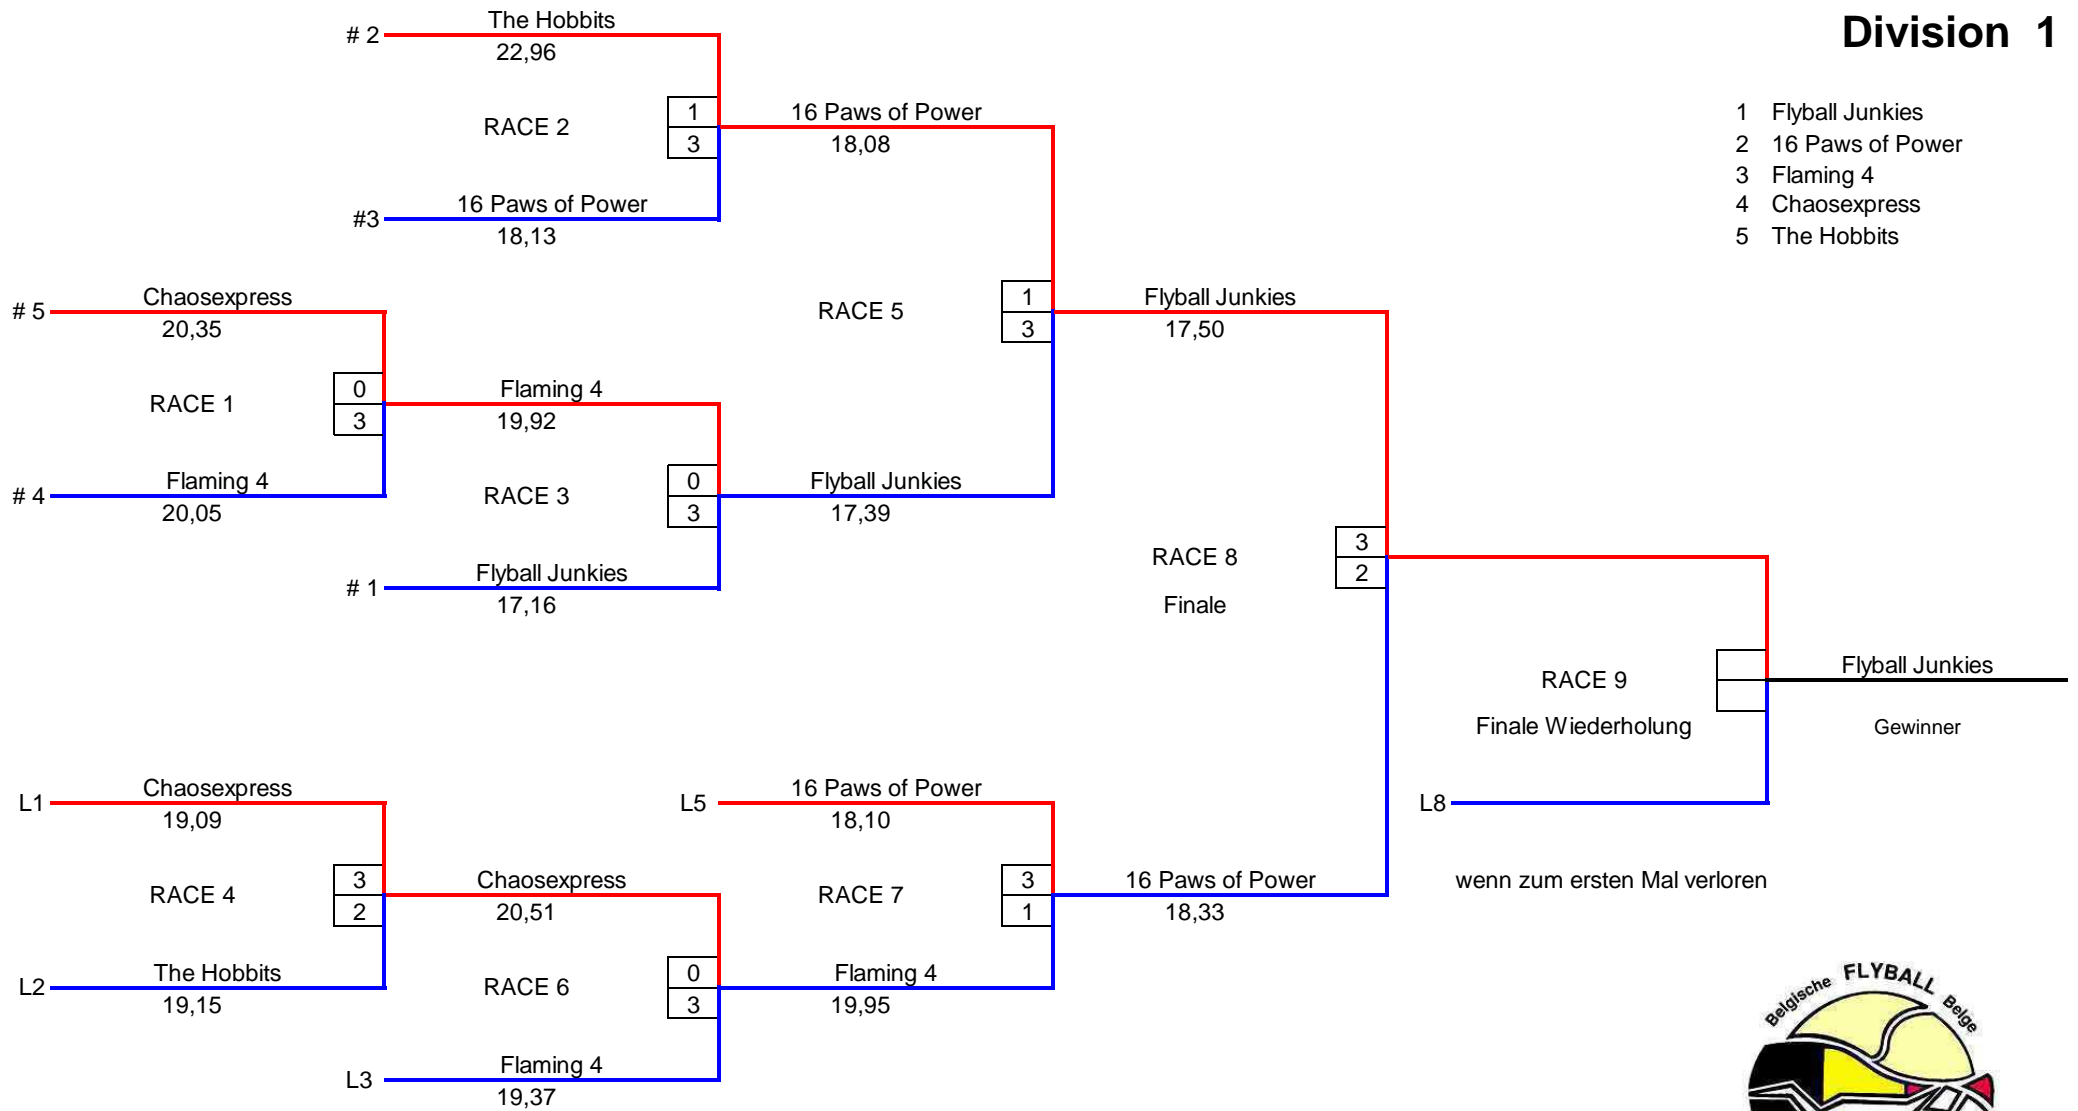 Division 1
1 Flyball Junkies
2 16 Paws of Power
3 Flaming 4
4 Chaosexpress
5 The Hobbits
# 2 The Hobbits
22,96
RACE 2
1
3
#3 16 Paws of Power
18,13
16 Paws of Power
18,08
# 5 Chaosexpress
20,35
RACE 1
0
3
# 4 Flaming 4
20,05
Flaming 4
19,92
RACE 3
0
3
# 1 Flyball Junkies
17,16
Flyball Junkies
17,39
RACE 5
1
3
Flyball Junkies
17,50
RACE 8
Finale
3
2
L1 Chaosexpress
19,09
RACE 4
3
2
L2 The Hobbits
19,15
Chaosexpress
20,51
RACE 6
0
3
L3 Flaming 4
19,37
L5 16 Paws of Power
18,10
RACE 7
3
1
Flaming 4
19,95
16 Paws of Power
18,33
RACE 9
Finale Wiederholung
L8
wenn zum ersten Mal verloren
Flyball Junkies
Gewinner
Belgische FLYBALL Belge